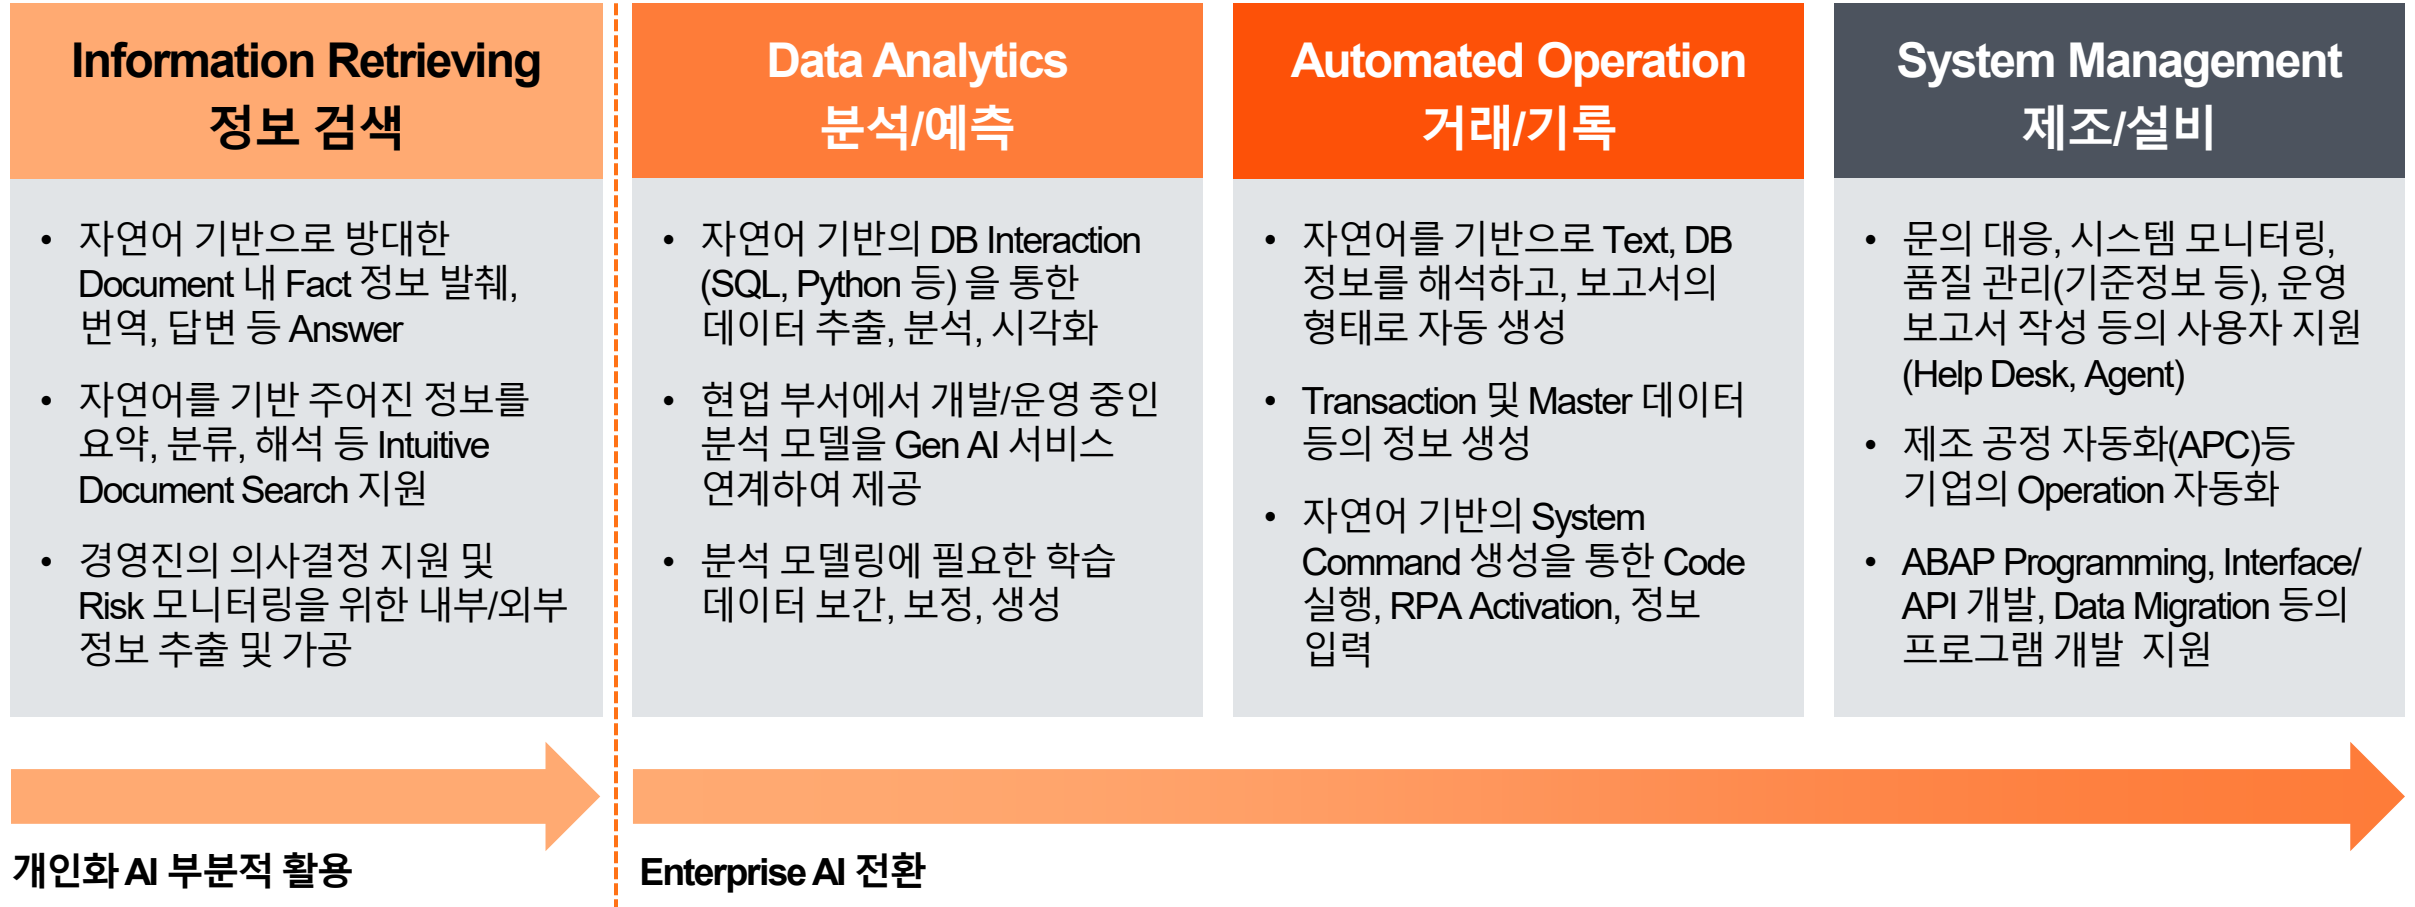 Information Retrieving
정보 검색
• 자연어 기반으로 방대한
Document 내 Fact 정보 발췌,
번역, 답변 등 Answer
• 자연어를 기반 주어진 정보를
요약, 분류, 해석 등 Intuitive
Document Search 지원
• 경영진의 의사결정 지원 및
Risk 모니터링을 위한 내부/외부
정보 추출 및 가공
Data Analytics
분석/예측
• 자연어 기반의 DB Interaction
(SQL, Python 등) 을 통한
데이터 추출, 분석, 시각화
• 현업 부서에서 개발/운영 중인
분석 모델을 Gen AI 서비스
연계하여 제공
• 분석 모델링에 필요한 학습
데이터 보간, 보정, 생성
Automated Operation
거래/기록
• 자연어를 기반으로 Text, DB
정보를 해석하고, 보고서의
형태로 자동 생성
• Transaction 및 Master 데이터
등의 정보 생성
• 자연어 기반의 System
Command 생성을 통한 Code
실행, RPA Activation, 정보
입력
System Management
제조/설비
• 문의 대응, 시스템 모니터링,
품질 관리(기준정보 등), 운영
보고서 작성 등의 사용자 지원
(Help Desk, Agent)
• 제조 공정 자동화(APC)등
기업의 Operation 자동화
• ABAP Programming, Interface/
API 개발, Data Migration 등의
프로그램 개발 지원
개인화 AI 부분적 활용
Enterprise AI 전환